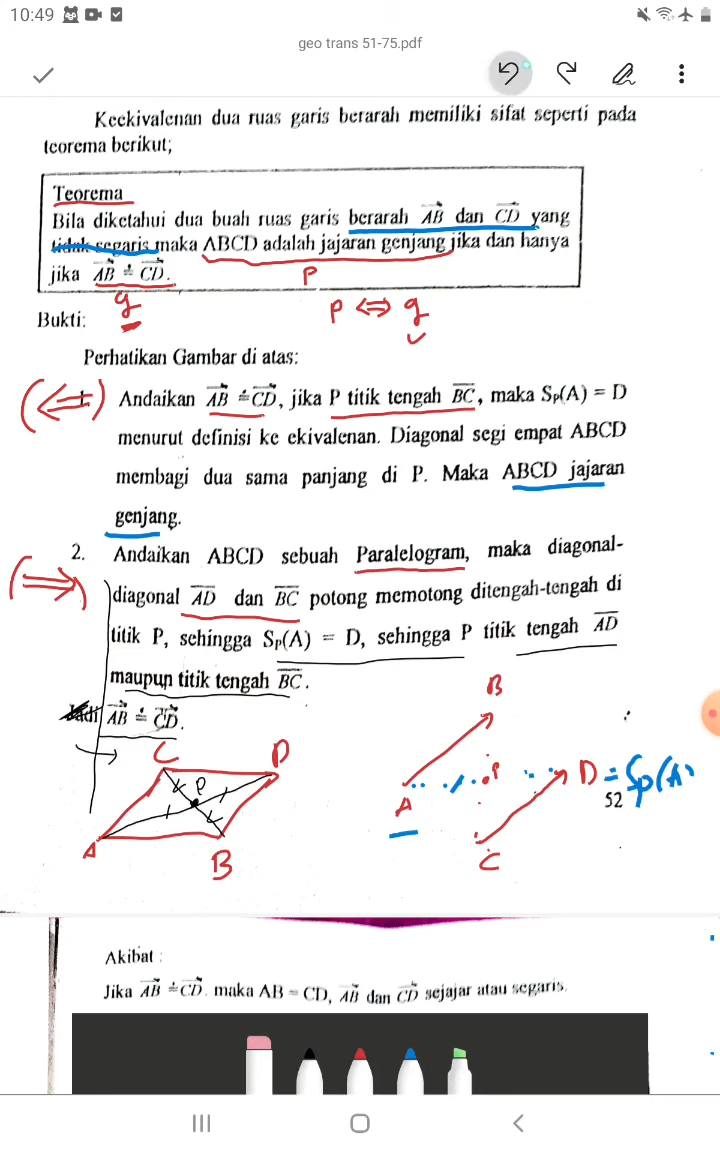 10:49
geo trans 51-75.pdf
Keekivalenan dua ruas garis berarah memiliki sifat seperti pada
teorema berikut;
Teorema
Bila diketahui dua buah ruas garis berarah AB dan CD yang
tidak segaris maka ABCD adalah jajaran genjang jika dan hanya
jika AB ≐ CD.
P
q
P ⇔ q
Bukti:
Perhatikan Gambar di atas:
(⇐)
Andaikan AB ≐ CD, jika P titik tengah BC, maka Sp(A) = D
menurut definisi ke ekivalenan. Diagonal segi empat ABCD
membagi dua sama panjang di P. Maka ABCD jajaran
genjang.
2. Andaikan ABCD sebuah Paralelogram, maka diagonal-
(⇒)
diagonal AD dan BC potong memotong ditengah-tengah di
titik P, sehingga Sp(A) = D, sehingga P titik tengah AD
maupun titik tengah BC.
Jadi AB ≐ CD.
B
C
D
P
P
D = Sp(A)
A
52
A
B
C
Akibat :
Jika AB ≐ CD. maka AB = CD, AB dan CD sejajar atau segaris.